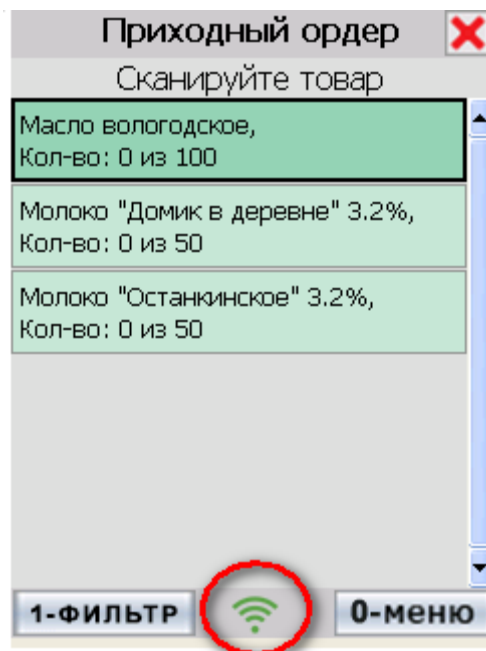 Приходный ордер
Сканируйте товар
Масло вологодское,
Кол-во: 0 из 100
Молоко "Домик в деревне" 3.2%,
Кол-во: 0 из 50
Молоко "Останкинское" 3.2%,
Кол-во: 0 из 50
1-ФИЛЬТР
0-меню